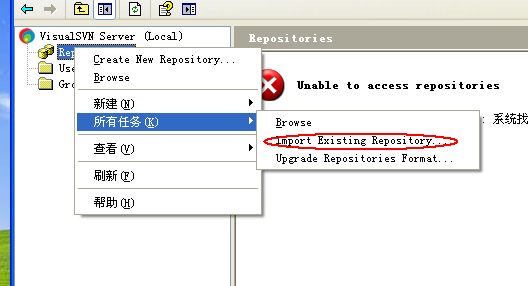 VisualSVN Server (Local)
Rep
Use
Gro
Repositories
Unable to access repositories
: 系统找
Create New Repository...
Browse
新建(N)
所有任务(K)
查看(V)
刷新(F)
帮助(H)
Browse
Import Existing Repository...
Upgrade Repositories Format...